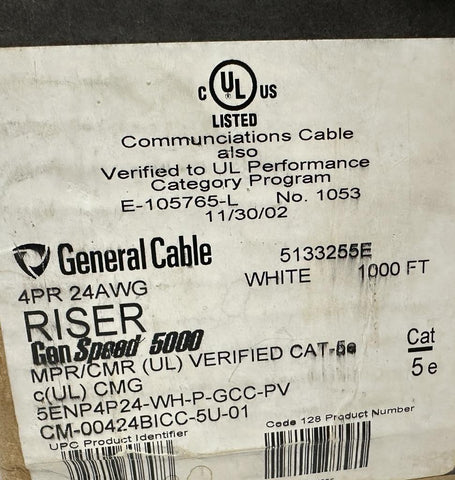 C UL US
LISTED
Communciations Cable
also
Verified to UL Performance
Category Program
E-105765-L No. 1053
11/30/02
General Cable
5133255E
4PR 24AWG
WHITE 1000 FT
RISER
GenSpeed 5000
MPR/CMR (UL) VERIFIED CAT-5e
c(UL) CMG
Cat
5e
5ENP4P24-WH-P-GCC-PV
CM-00424BICC-5U-01
UPC Product Identifier
Code 128 Product Number